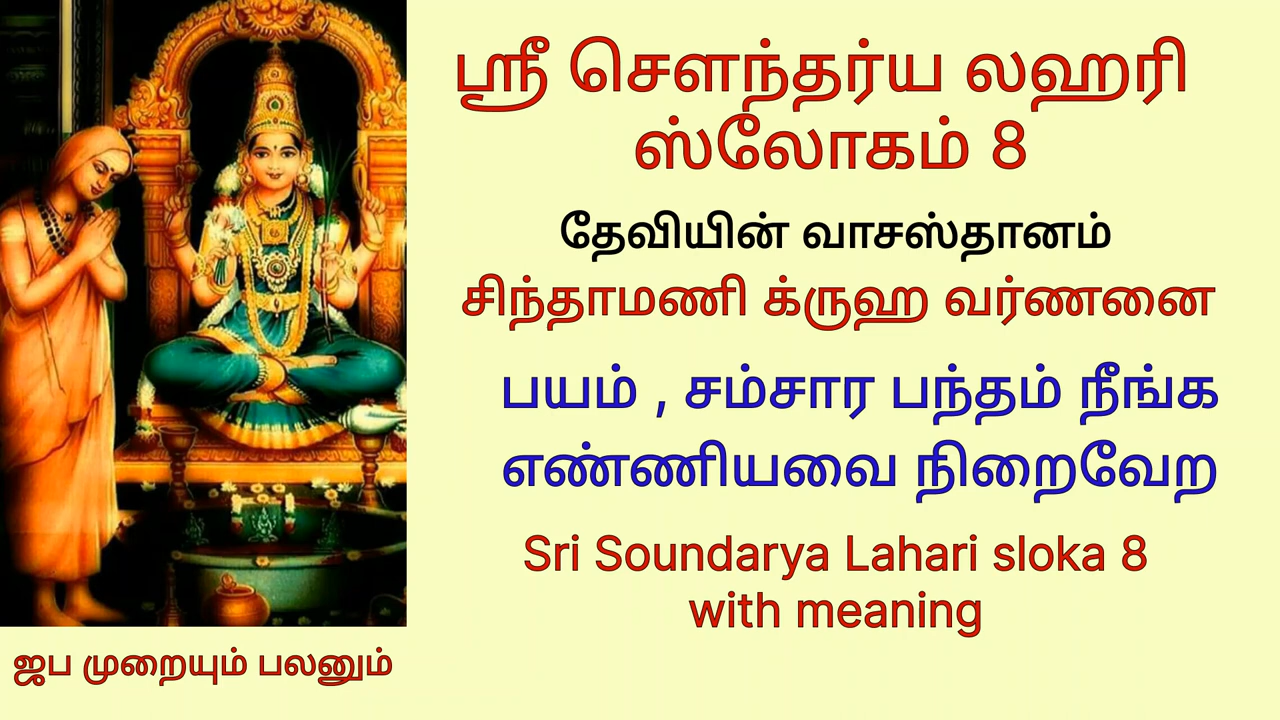 ஸ்ரீ சௌந்தர்ய லஹரி
ஸ்லோகம் 8
தேவியின் வாசஸ்தானம்
சிந்தாமணி க்ருஹ வர்ணனை
பயம் , சம்சார பந்தம் நீங்க
எண்ணியவை நிறைவேற
Sri Soundarya Lahari sloka 8
with meaning
ஜப முறையும் பலனும்